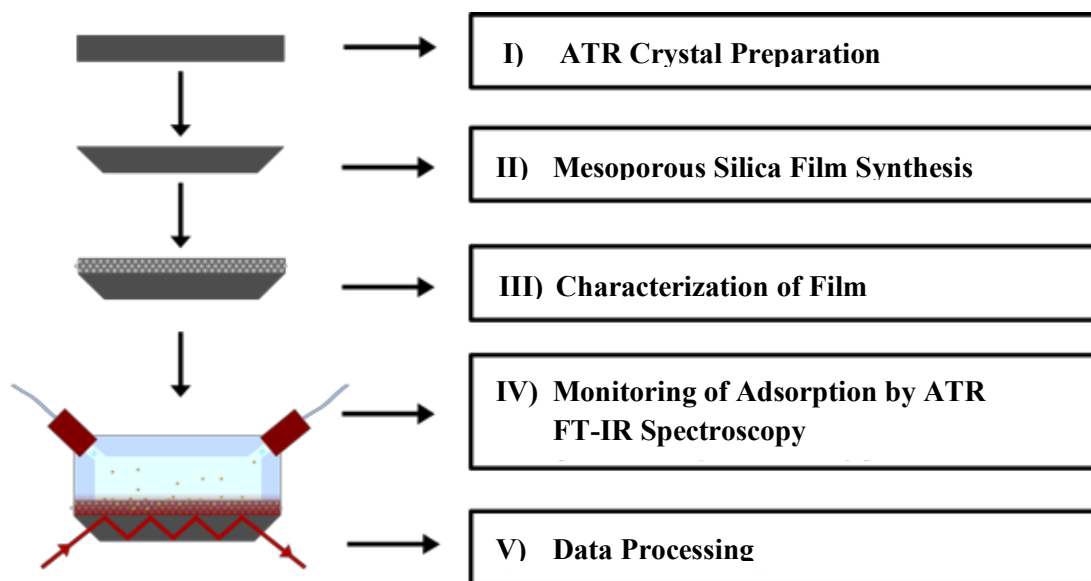 I) ATR Crystal Preparation
II) Mesoporous Silica Film Synthesis
III) Characterization of Film
IV) Monitoring of Adsorption by ATR
FT-IR Spectroscopy
V) Data Processing